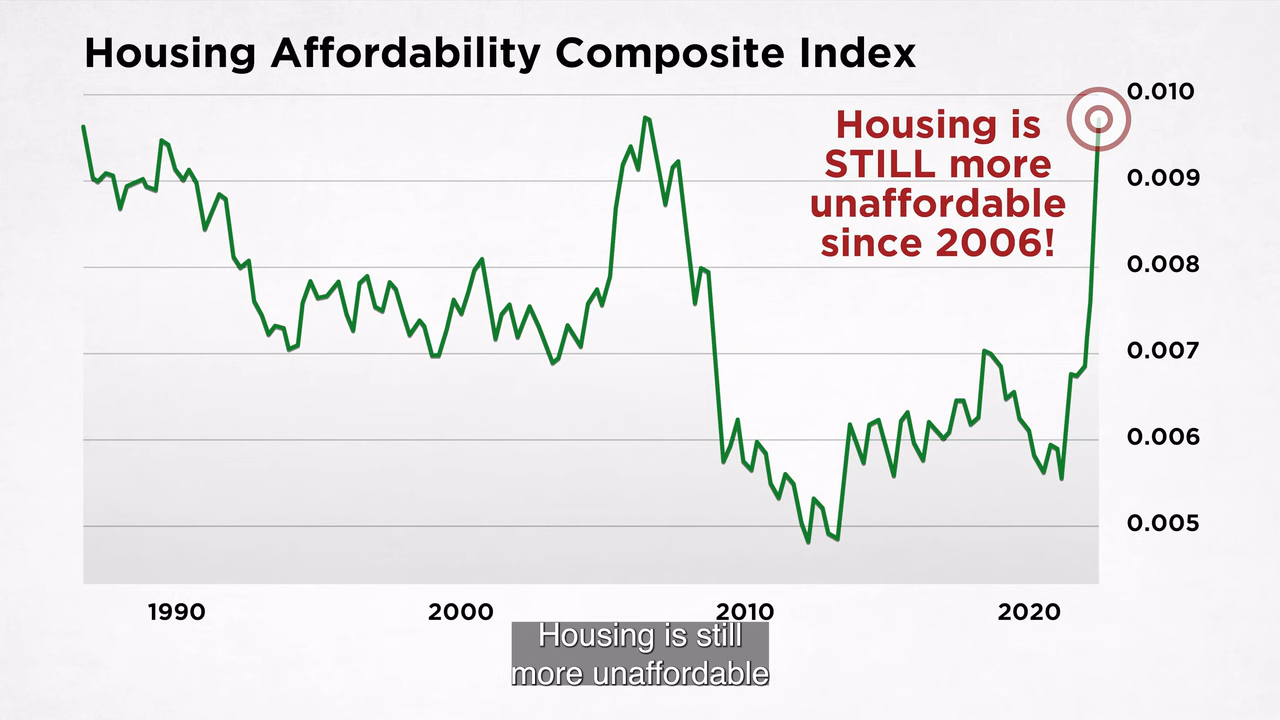 Housing Affordability Composite Index
0.010
Housing is
STILL more
unaffordable
since 2006!
0.009
0.008
0.007
0.006
0.005
1990 2000 2010 2020
Housing is still
more unaffordable